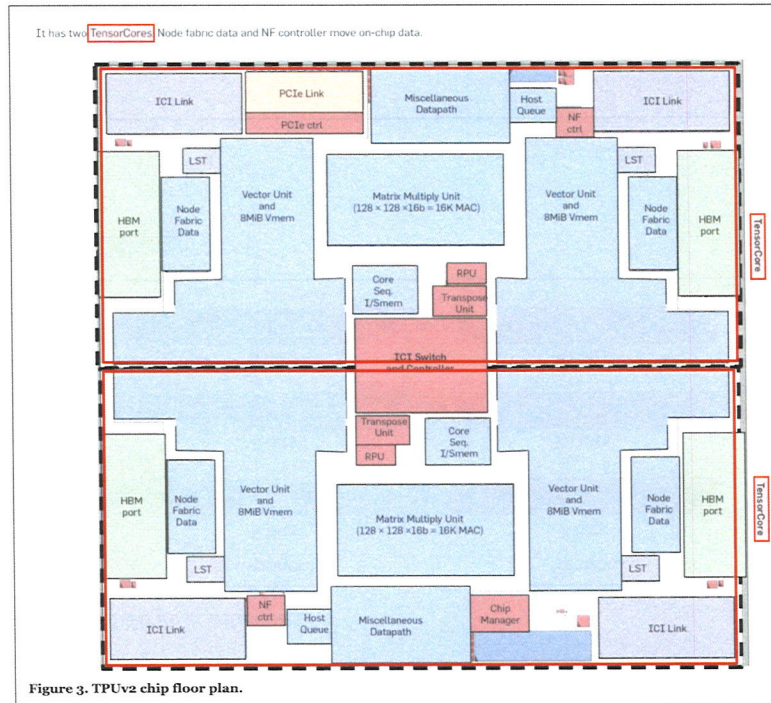 It has two TensorCores. Node fabric data and NF controller move on-chip data.
ICI Link
PCIe Link
PCIe ctrl
Miscellaneous
Datapath
Host
Queue
NF
ctrl
ICI Link
LST
LST
HBM
port
Node
Fabric
Data
Vector Unit
and
8MiB Vmem
Matrix Multiply Unit
(128 × 128 ×16b = 16K MAC)
Vector Unit
and
8MiB Vmem
Node
Fabric
Data
HBM
port
TensorCore
Core
Seq.
I/Smem
RPU
Transpose
Unit
ICI Switch
and Controller
Transpose
Unit
RPU
Core
Seq.
I/Smem
HBM
port
Node
Fabric
Data
Vector Unit
and
8MiB Vmem
Matrix Multiply Unit
(128 × 128 ×16b = 16K MAC)
Vector Unit
and
8MiB Vmem
Node
Fabric
Data
HBM
port
TensorCore
LST
LST
ICI Link
NF
ctrl
Host
Queue
Miscellaneous
Datapath
Chip
Manager
ICI Link
Figure 3. TPUv2 chip floor plan.